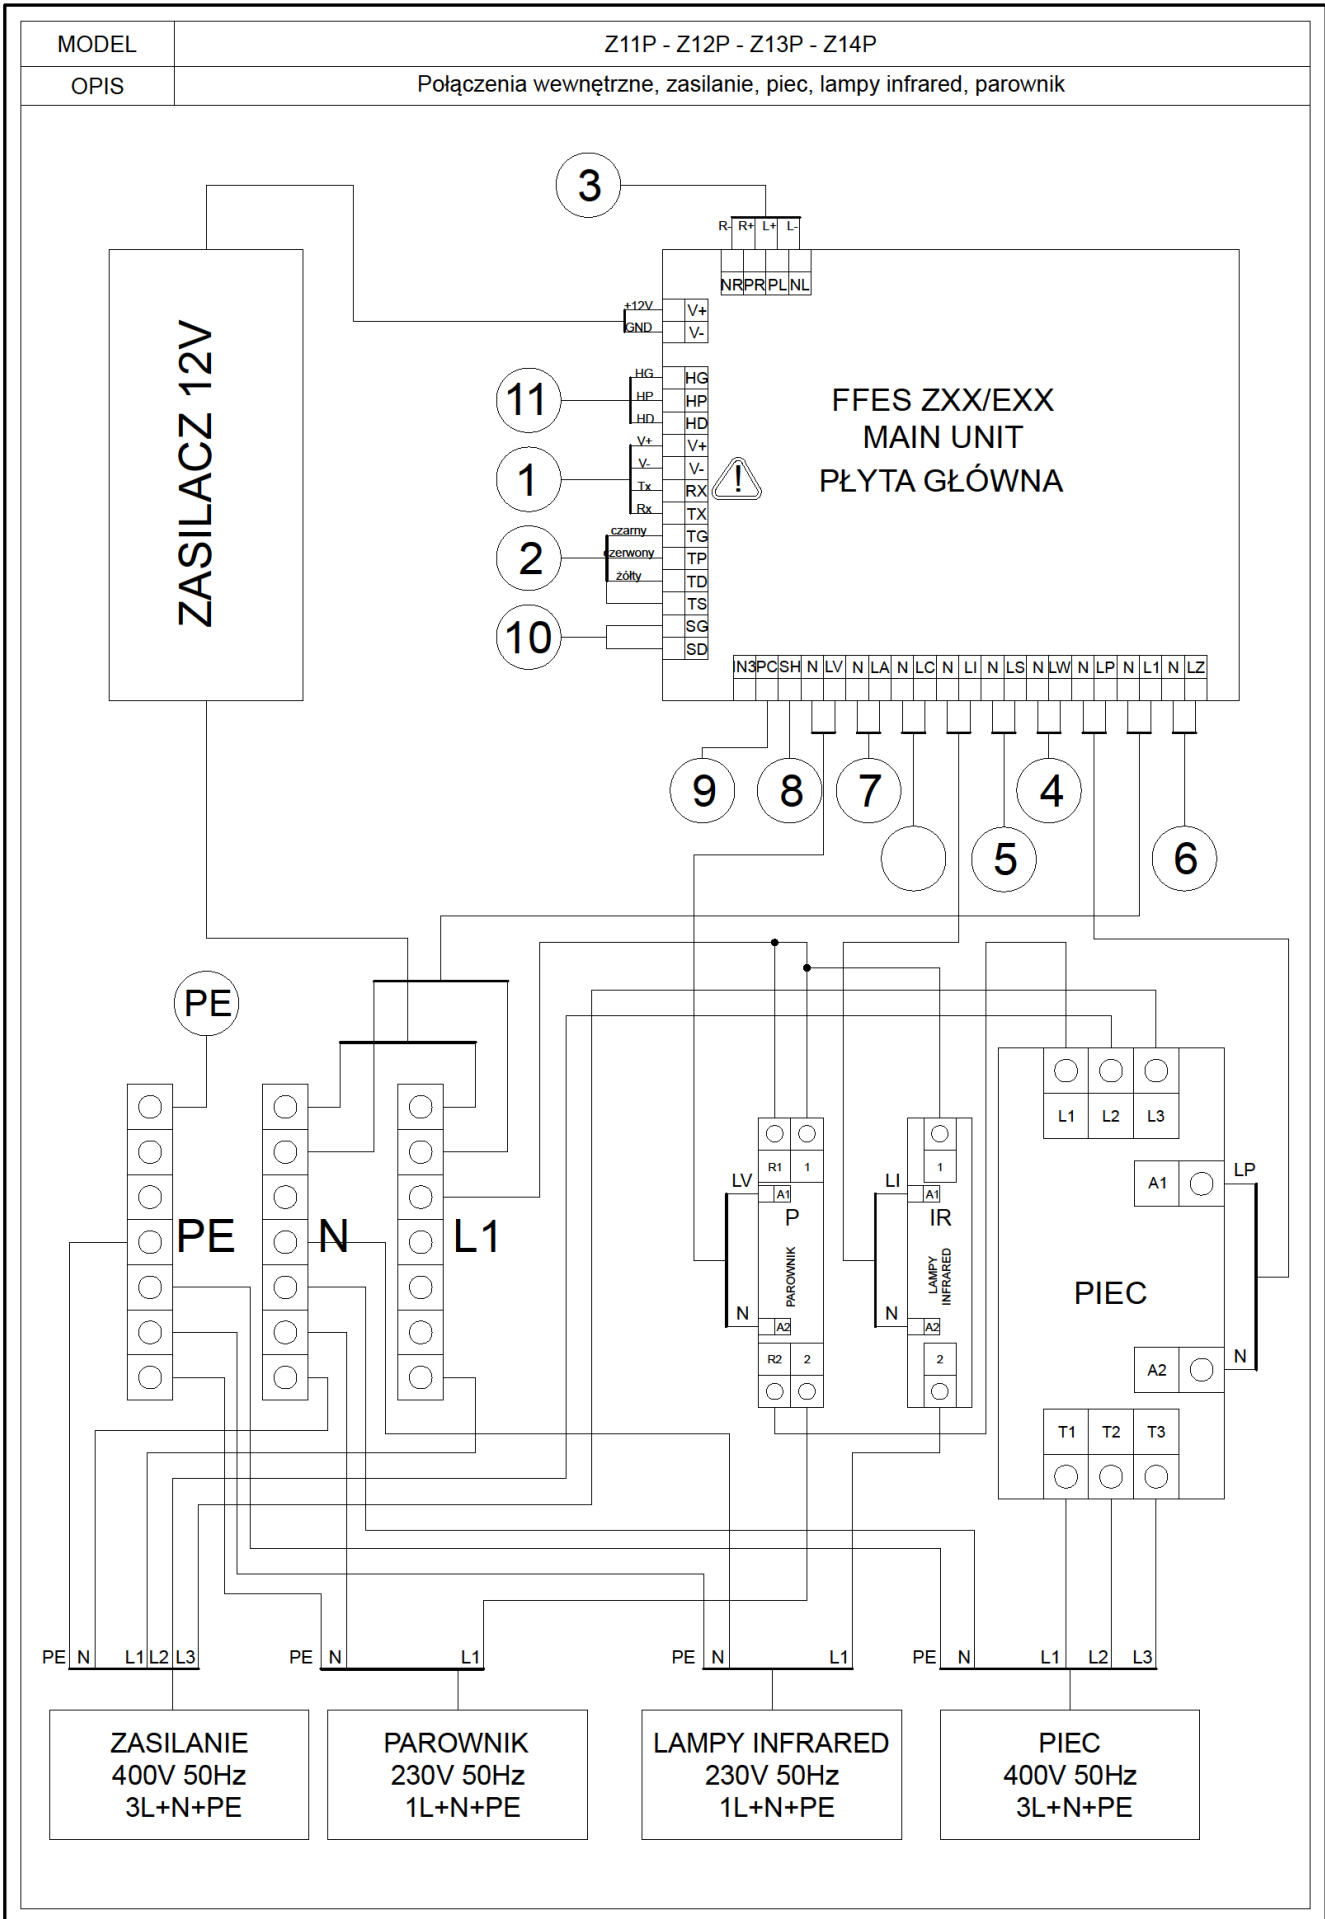 MODEL
Z11P - Z12P - Z13P - Z14P
OPIS
Połączenia wewnętrzne, zasilanie, piec, lampy infrared, parownik
3
R- R+ L+ L-
NR PR PL NL
ZASILACZ 12V
+12V V+
GND V-
11
HG HG
HP HP
HD HD
1
V+ V+
V- V-
Tx RX
Rx TX
2
czarny TG
czerwony TP
żółty TD
TS
10
SG
SD
!
FFES ZXX/EXX
MAIN UNIT
PŁYTA GŁÓWNA
IN3 PC SH N LV N LA N LC N LI N LS N LW N LP N L1 N LZ
9 8 7 4
5 6
PE
L1 L2 L3
R1 1
1
LV A1
LI A1
A1 LP
P
IR
PE N L1
PAROWNIK
LAMPY
INFRARED
PIEC
N A2
N A2
A2 N
R2 2
2
T1 T2 T3
PE N L1 L2 L3
PE N L1
PE N L1
PE N L1 L2 L3
ZASILANIE
400V 50Hz
3L+N+PE
PAROWNIK
230V 50Hz
1L+N+PE
LAMPY INFRARED
230V 50Hz
1L+N+PE
PIEC
400V 50Hz
3L+N+PE